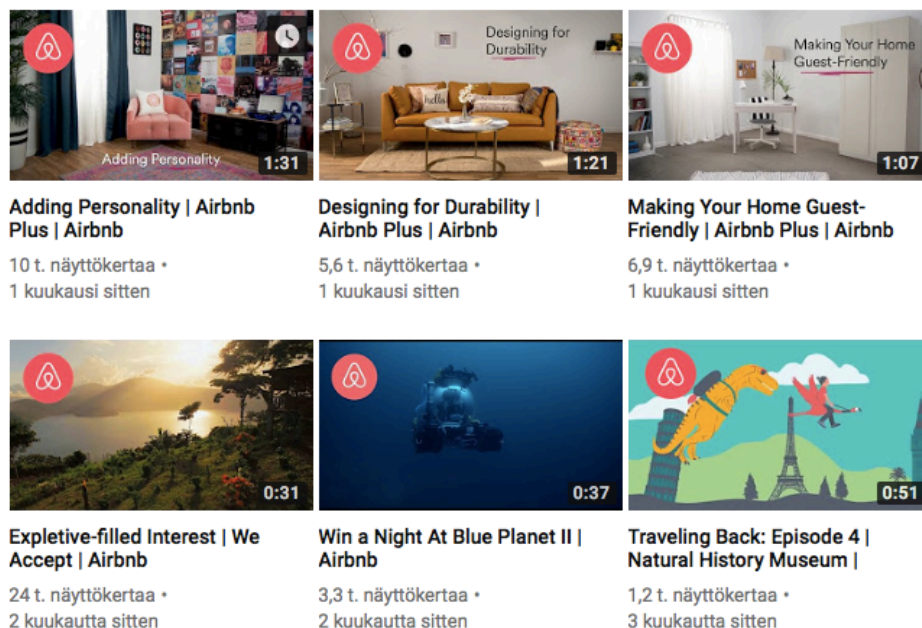 Adding Personality
1:31
Designing for
Durability
hello
1:21
Making Your Home
Guest-Friendly
1:07
Adding Personality | Airbnb
Plus | Airbnb
10 t. näyttökertaa •
1 kuukausi sitten
Designing for Durability |
Airbnb Plus | Airbnb
5,6 t. näyttökertaa •
1 kuukausi sitten
Making Your Home Guest-
Friendly | Airbnb Plus | Airbnb
6,9 t. näyttökertaa •
1 kuukausi sitten
0:31
0:37
0:51
Expletive-filled Interest | We
Accept | Airbnb
24 t. näyttökertaa •
2 kuukautta sitten
Win a Night At Blue Planet II |
Airbnb
3,3 t. näyttökertaa •
2 kuukautta sitten
Traveling Back: Episode 4 |
Natural History Museum |
1,2 t. näyttökertaa •
3 kuukautta sitten